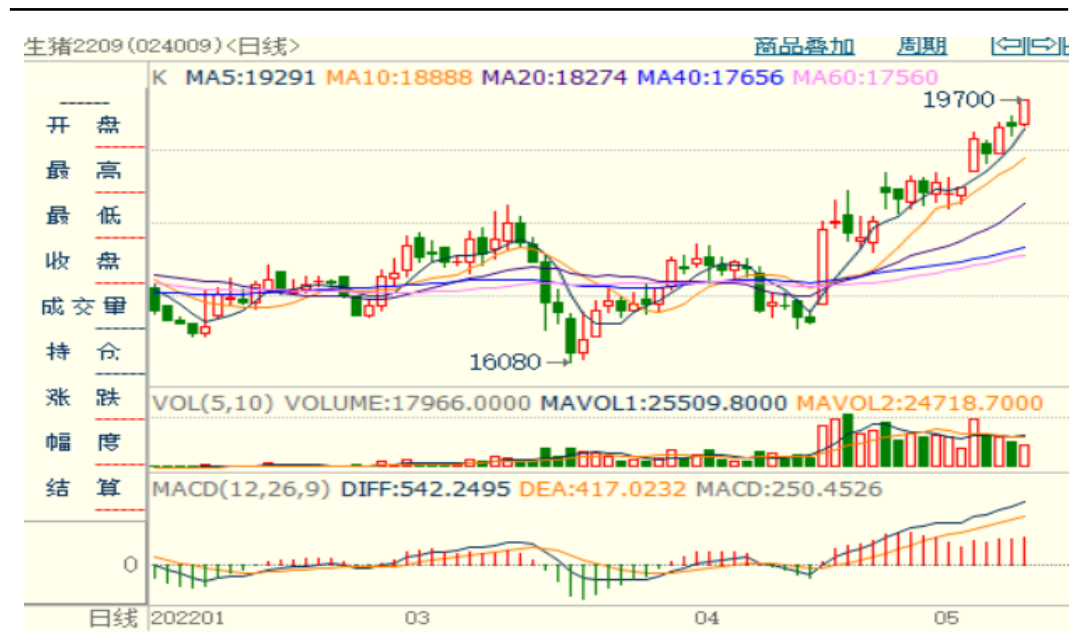 生猪2209(024009)<日线> 商品叠加 周期
K MA5:19291 MA10:18888 MA20:18274 MA40:17656 MA60:17560
------
开 盘
最 高
最 低
收 盘
成 交 量
持 仓
涨 跌
幅 度
结 算
19700
16080
VOL(5,10) VOLUME:17966.0000 MAVOL1:25509.8000 MAVOL2:24718.7000
MACD(12,26,9) DIFF:542.2495 DEA:417.0232 MACD:250.4526
0
日线 202201 03 04 05